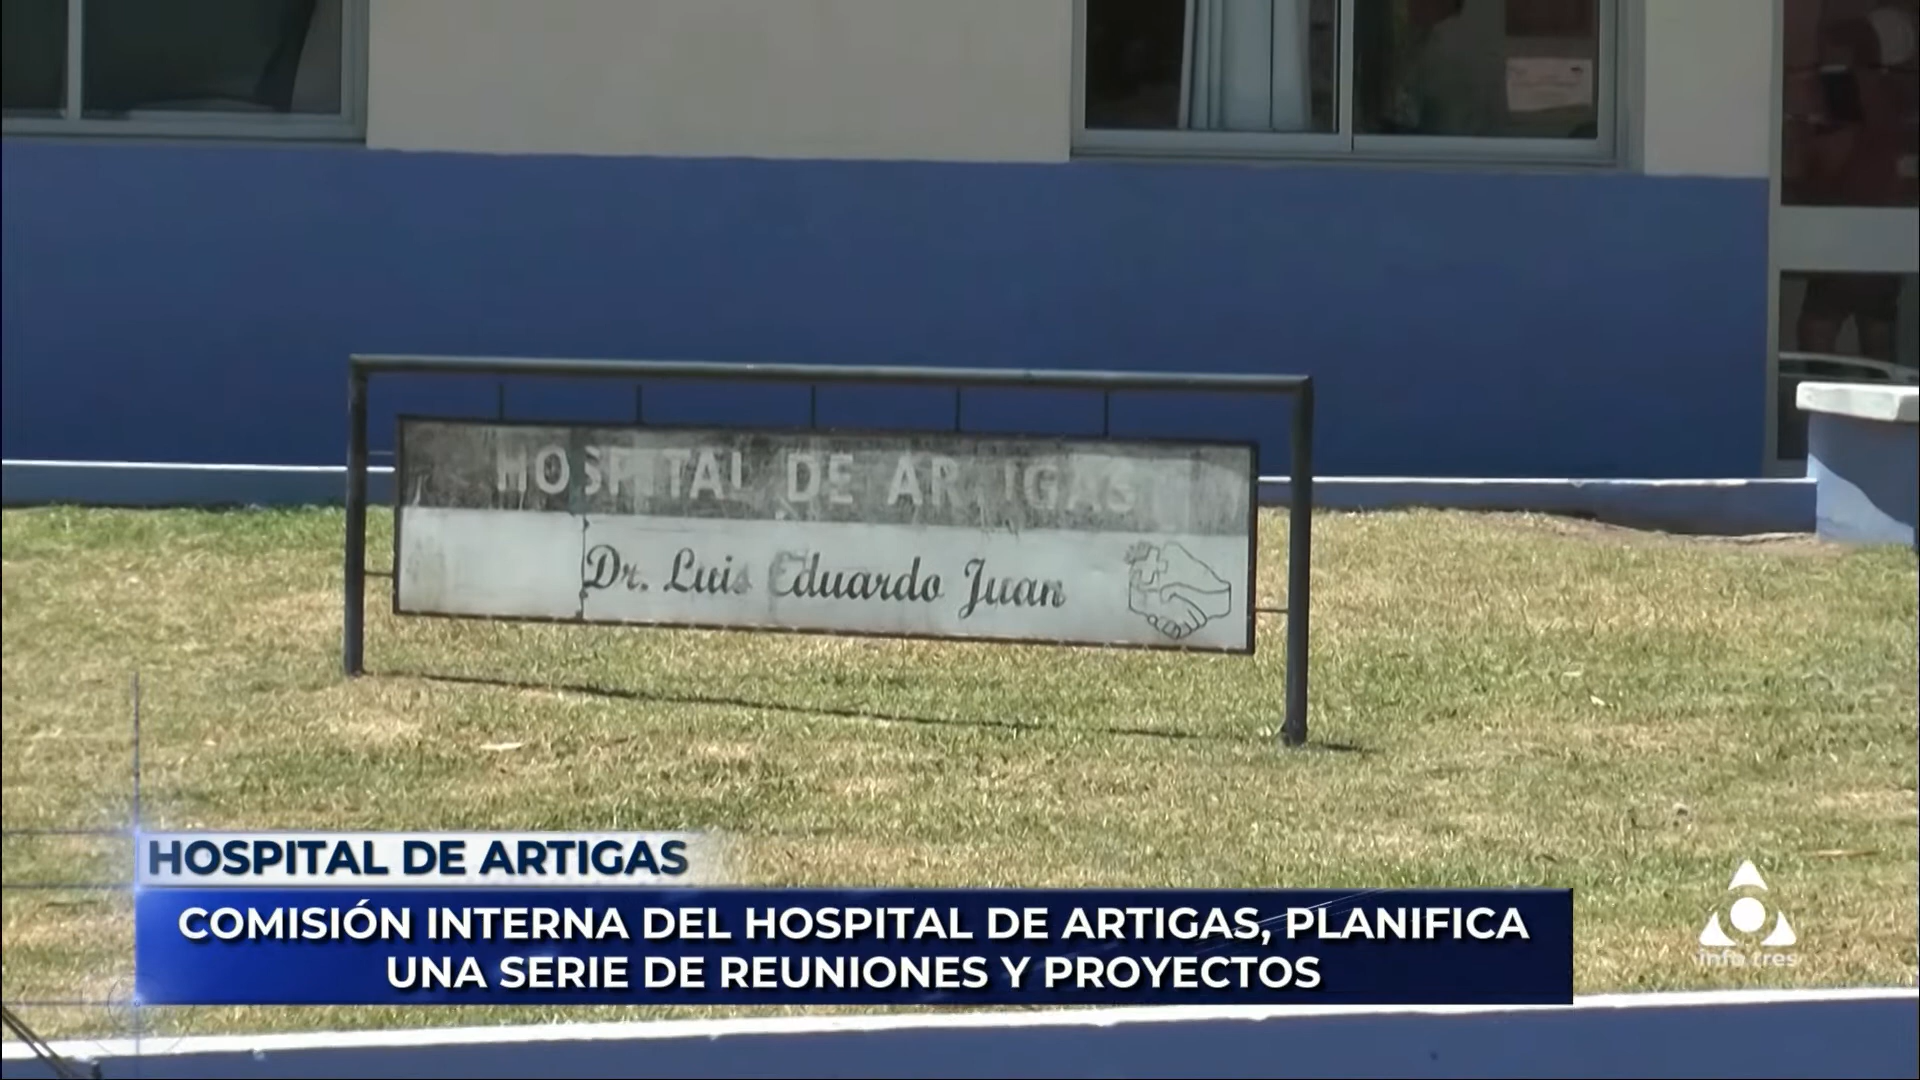 HOSPITAL DE ARTIGAS
Dr. Luis Eduardo Juan
HOSPITAL DE ARTIGAS
COMISIÓN INTERNA DEL HOSPITAL DE ARTIGAS, PLANIFICA
UNA SERIE DE REUNIONES Y PROYECTOS
info tres